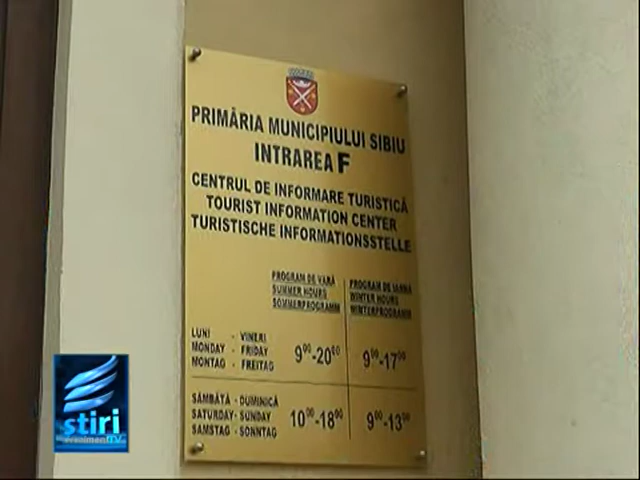 PRIMĂRIA MUNICIPIULUI SIBIU
INTRAREA F
CENTRUL DE INFORMARE TURISTICĂ
TOURIST INFORMATION CENTER
TURISTISCHE INFORMATIONSSTELLE
PROGRAM DE VARĂ
SUMMER HOURS
SOMMERPROGRAMM
PROGRAM DE IARNĂ
WINTER HOURS
WINTERPROGRAMM
LUNI - VINERI
MONDAY - FRIDAY
MONTAG - FREITAG
9⁰⁰-20⁰⁰
9⁰⁰-17⁰⁰
SÂMBĂTĂ - DUMINICĂ
SATURDAY- SUNDAY
SAMSTAG - SONNTAG
10⁰⁰-18⁰⁰
9⁰⁰-13⁰⁰
ştiri
evenimentTV